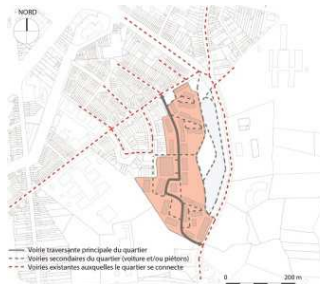 NORD
Voirie traversante principale du quartier
Voiries secondaires du quartier (voiture et/ou piétons)
Voiries existantes auxquelles le quartier se connecte
0 200 m